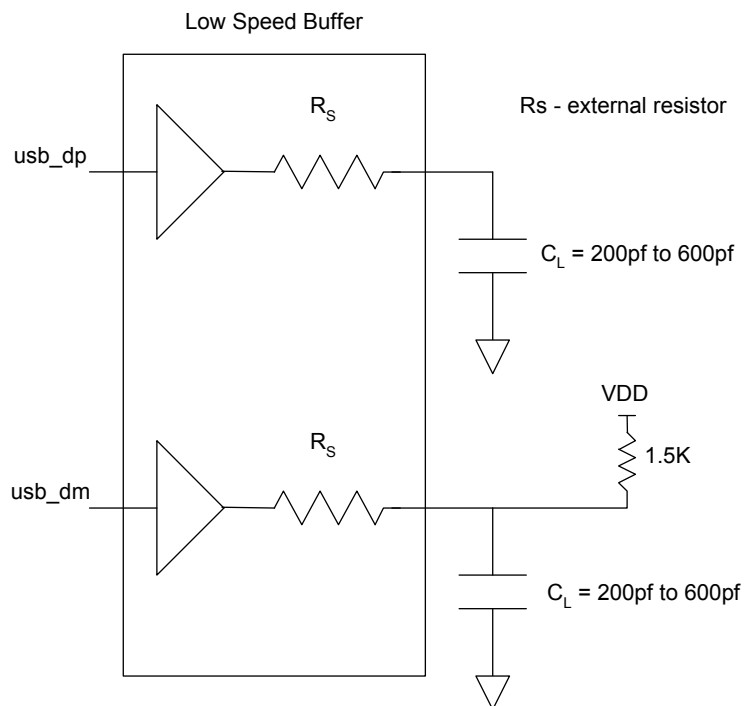 Low Speed Buffer
R_S
Rs - external resistor
usb_dp
C_L = 200pf to 600pf
VDD
R_S
1.5K
usb_dm
C_L = 200pf to 600pf